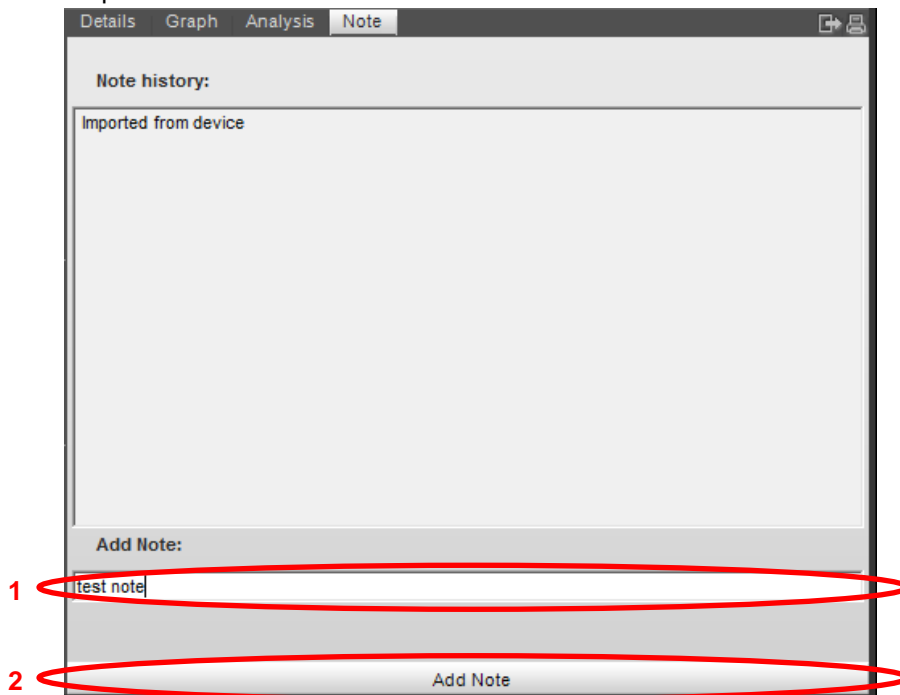 Details Graph Analysis Note
Note history:
Imported from device
Add Note:
1 test note
2 Add Note